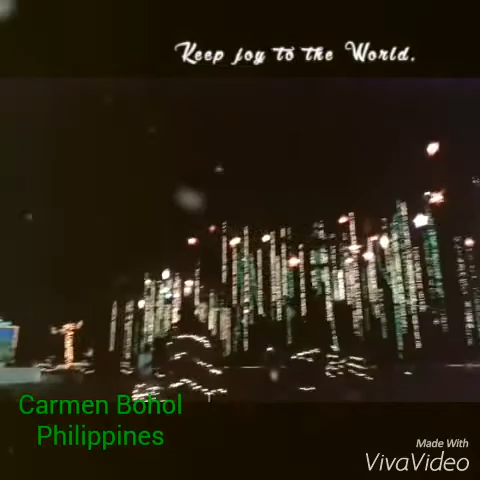 Keep joy to the World.
Carmen Bohol
Philippines
Made With
VivaVideo